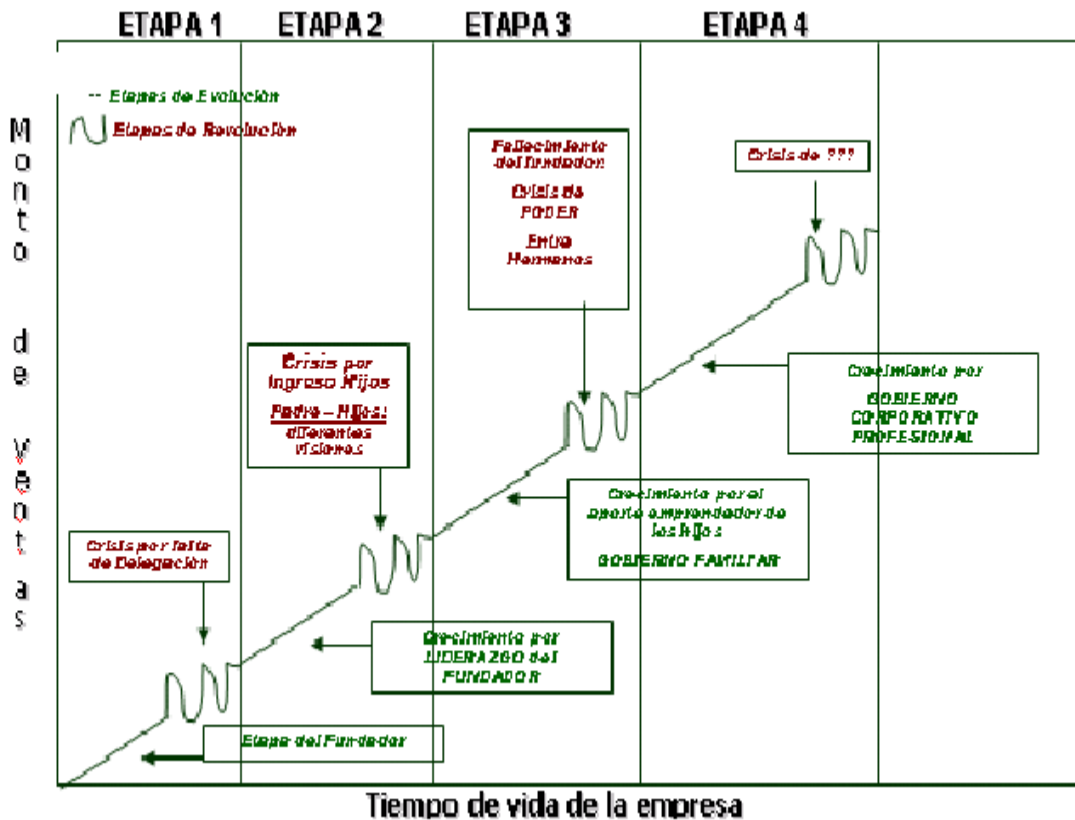 ETAPA 1
ETAPA 2
ETAPA 3
ETAPA 4
-- Etapas de Evolución
Etapas de Revolución
Monto de Ventas
Crisis por falta
de Delegación
Etapa del Fundador
Crisis por
Ingreso Hijos
Padre – Hijos:
diferentes
visiones
Crecimiento por
LIDERAZGO del
FUNDADOR
Fallecimiento
del fundador
Crisis de
PODER
Entre
Hermanos
Crecimiento por el
aporte emprendedor de
los hijos
GOBIERNO FAMILIAR
Crisis de ???
Crecimiento por
GOBIERNO
CORPORATIVO
PROFESIONAL
Tiempo de vida de la empresa